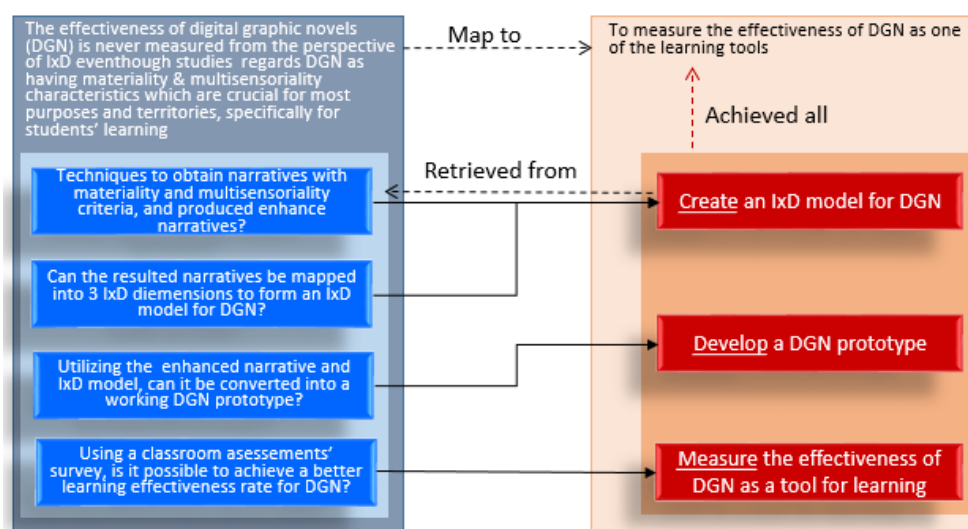 The effectiveness of digital graphic novels
(DGN) is never measured from the perspective
of IxD eventhough studies regards DGN as
having materiality & multisensoriality
characteristics which are crucial for most
purposes and territories, specifically for
students' learning
Map to
To measure the effectiveness of DGN as one
of the learning tools
Achieved all
Techniques to obtain narratives with
materiality and multisensoriality
criteria, and produced enhance
narratives?
Retrieved from
Create an IxD model for DGN
Can the resulted narratives be mapped
into 3 IxD diemensions to form an IxD
model for DGN?
Develop a DGN prototype
Utilizing the enhanced narrative and
IxD model, can it be converted into a
working DGN prototype?
Using a classroom asessements'
survey, is it possible to achieve a better
learning effectiveness rate for DGN?
Measure the effectiveness of
DGN as a tool for learning